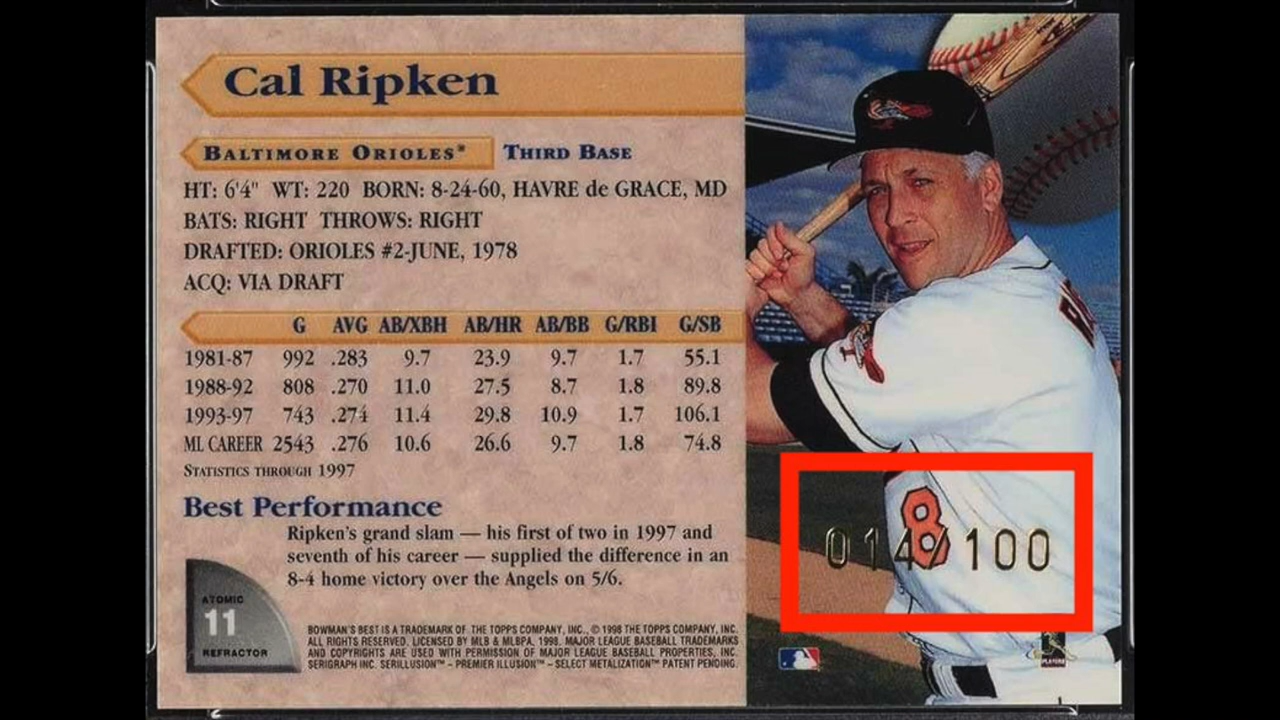 Cal Ripken
BALTIMORE ORIOLES® THIRD BASE
HT: 6'4" WT: 220 BORN: 8-24-60, HAVRE de GRACE, MD
BATS: RIGHT THROWS: RIGHT
DRAFTED: ORIOLES #2-JUNE, 1978
ACQ: VIA DRAFT
G AVG AB/XBH AB/HR AB/BB G/RBI G/SB
1981-87 992 .283 9.7 23.9 9.7 1.7 55.1
1988-92 808 .270 11.0 27.5 8.7 1.8 89.8
1993-97 743 .274 11.4 29.8 10.9 1.7 106.1
ML CAREER 2543 .276 10.6 26.6 9.7 1.8 74.8
STATISTICS THROUGH 1997
Best Performance
Ripken's grand slam — his first of two in 1997 and
seventh of his career — supplied the difference in an
8-4 home victory over the Angels on 5/6.
ATOMIC
11
REFRACTOR
BOWMAN'S BEST IS A TRADEMARK OF THE TOPPS COMPANY, INC., © 1998 THE TOPPS COMPANY, INC.
ALL RIGHTS RESERVED. LICENSED BY MLB & MLBPA, 1998. MAJOR LEAGUE BASEBALL TRADEMARKS
AND COPYRIGHTS ARE USED WITH PERMISSION OF MAJOR LEAGUE BASEBALL PROPERTIES, INC.
SERIGRAPH INC. SERILLUSION™ – PREMIER ILLUSION™ – SELECT METALIZATION™ PATENT PENDING.
8
014/100
PLAYERS